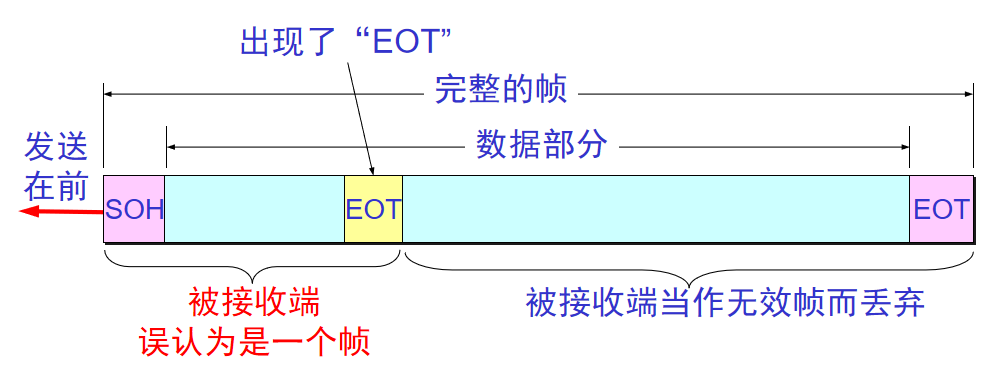 出现了“EOT”
完整的帧
数据部分
发送
在前
SOH
EOT
EOT
被接收端
误认为是一个帧
被接收端当作无效帧而丢弃